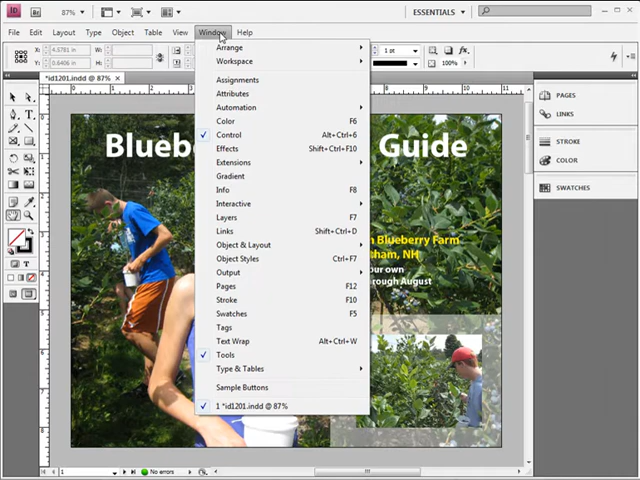 ID
Br
87%
ESSENTIALS
File Edit Layout Type Object Table View Window Help
X: 4.5781 in
Y: 0.6406 in
W:
H:
1 pt
100%
*id1201.indd @ 87%
Arrange
Workspace
Assignments
Attributes
Automation
Color F6
Control Alt+Ctrl+6
Effects Shift+Ctrl+F10
Extensions
Gradient
Info F8
Interactive
Layers F7
Links Shift+Ctrl+D
Object & Layout
Object Styles Ctrl+F7
Output
Pages F12
Stroke F10
Swatches F5
Tags
Text Wrap Alt+Ctrl+W
Tools
Type & Tables
Sample Buttons
1 *id1201.indd @ 87%
PAGES
LINKS
STROKE
COLOR
SWATCHES
Guide
Blueberry Farm
NH
your own
through August
1
No errors